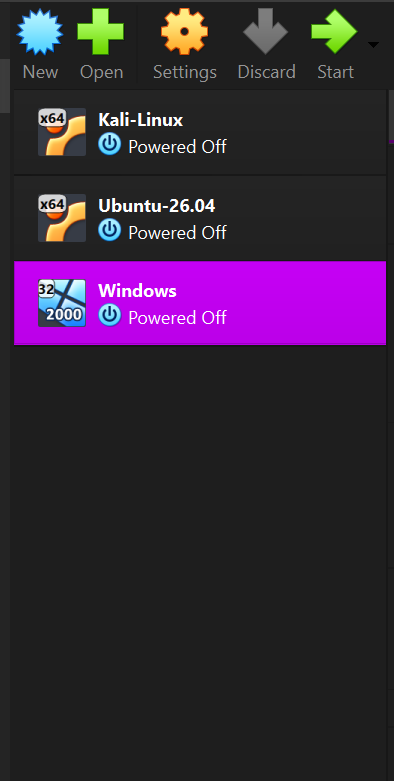 New Open Settings Discard Start
x64 Kali-Linux
Powered Off
x64 Ubuntu-26.04
Powered Off
32 Windows
2000 Powered Off